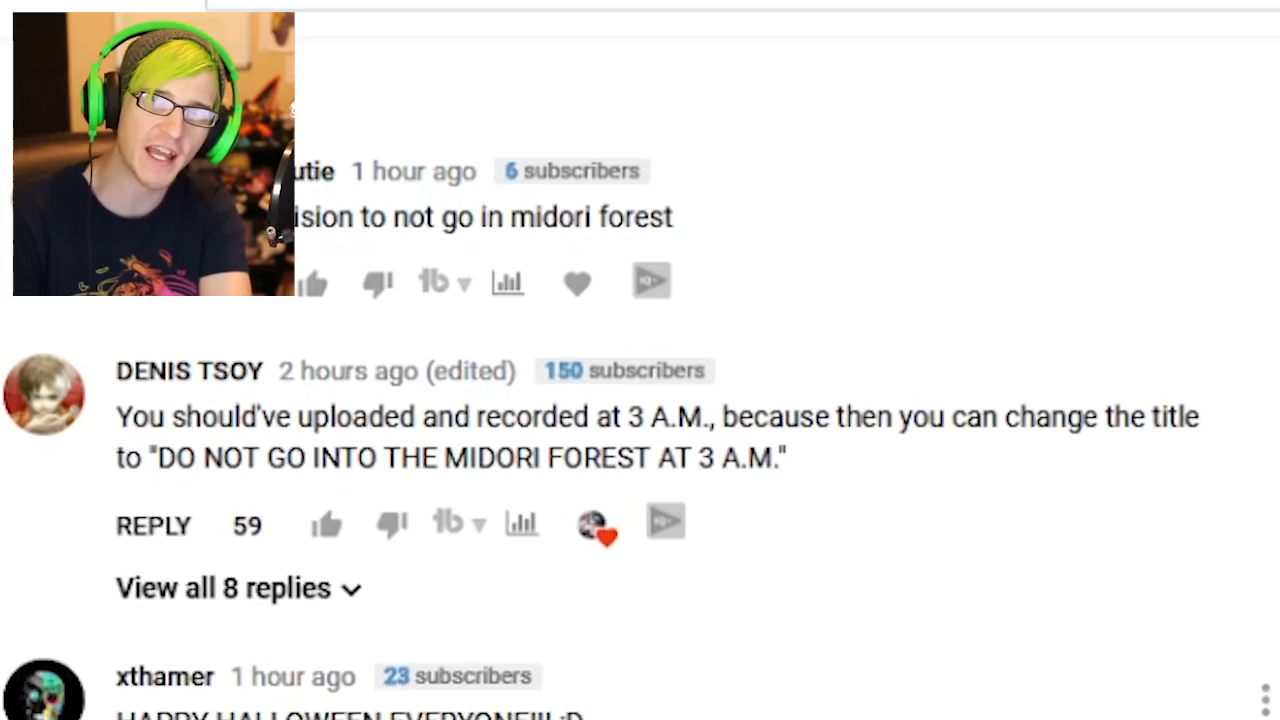 utie 1 hour ago 6 subscribers
ision to not go in midori forest
DENIS TSOY 2 hours ago (edited) 150 subscribers
You should've uploaded and recorded at 3 A.M., because then you can change the title
to "DO NOT GO INTO THE MIDORI FOREST AT 3 A.M."
REPLY 59
View all 8 replies
xthamer 1 hour ago 23 subscribers
HAPPY HALLOWEEN EVERYONE!!! :D